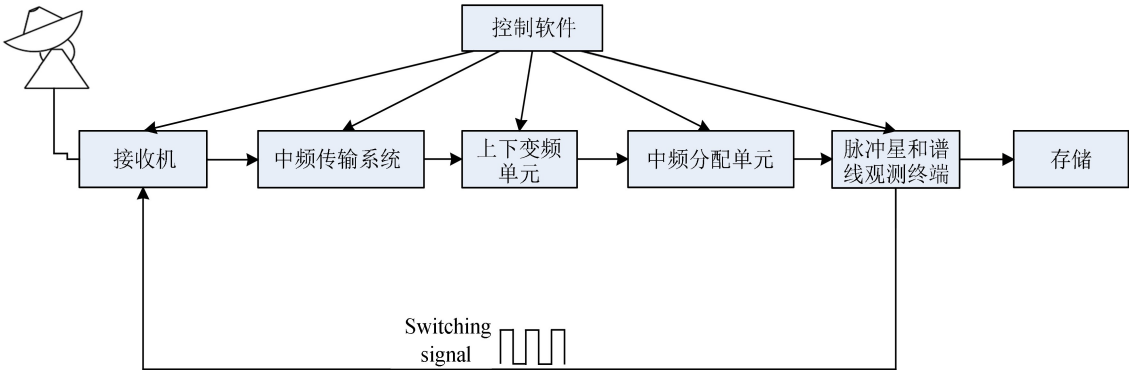 控制软件
接收机
中频传输系统
上下变频
单元
中频分配单元
脉冲星和谱
线观测终端
存储
Switching
signal